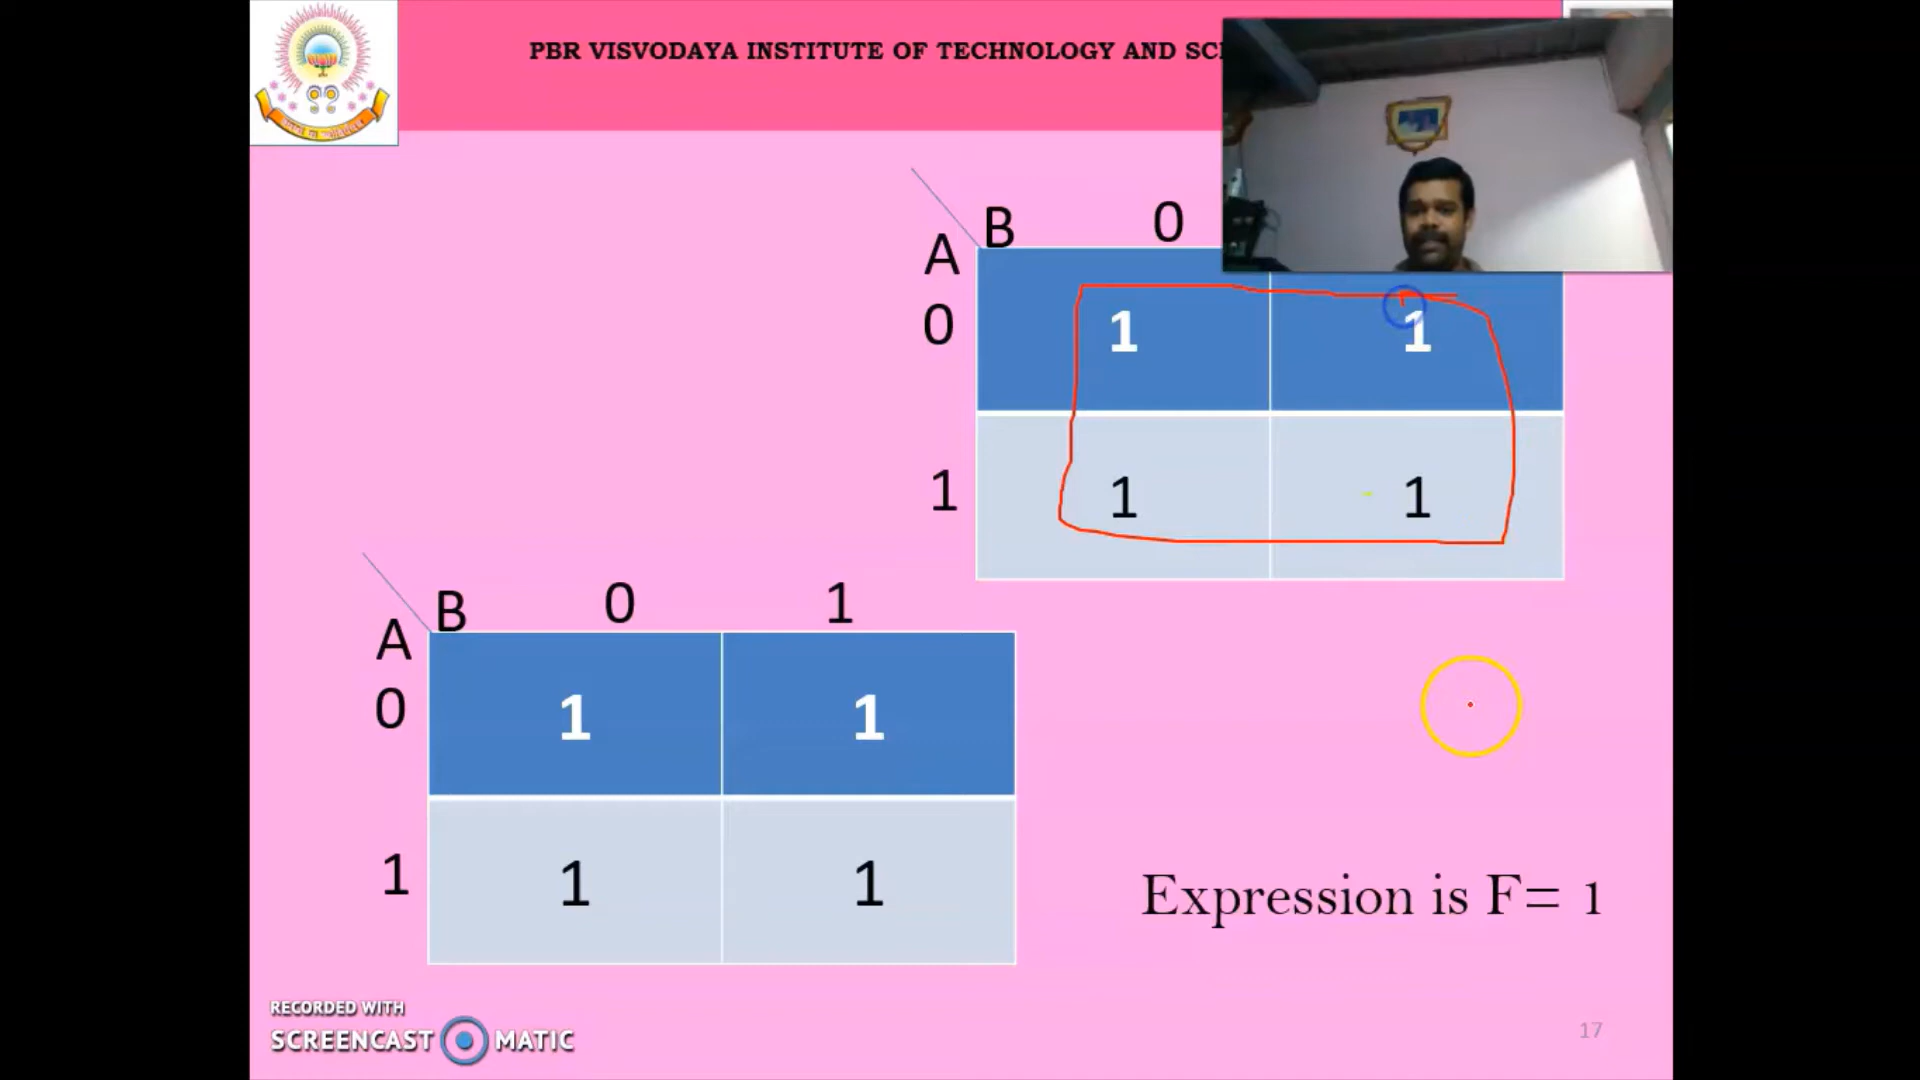 PBR VISVODAYA INSTITUTE OF TECHNOLOGY AND
B 0
A
0 1 1
1 1 1
B 0 1
A
0 1 1
1 1 1
Expression is F= 1
RECORDED WITH
SCREENCAST MATIC
17